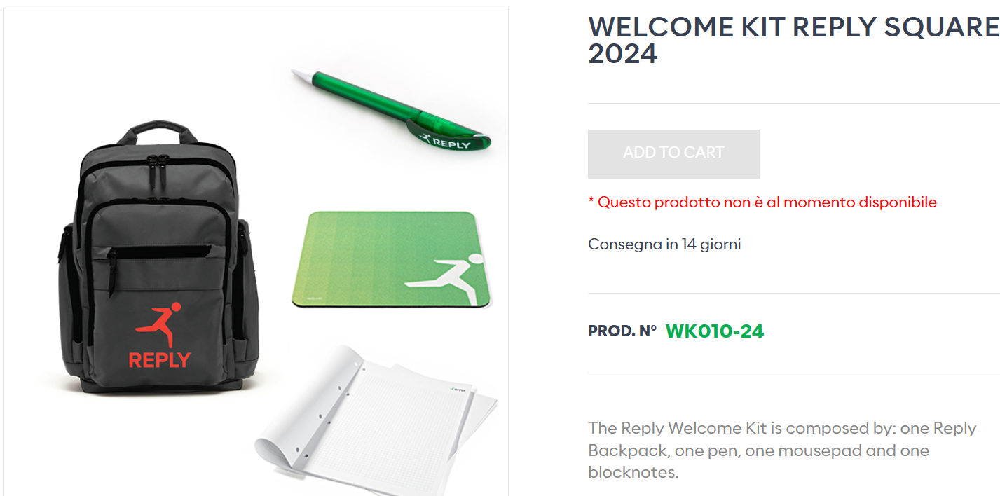 WELCOME KIT REPLY SQUARE
2024
ADD TO CART
* Questo prodotto non è al momento disponibile
Consegna in 14 giorni
PROD. N° WK010-24
The Reply Welcome Kit is composed by: one Reply
Backpack, one pen, one mousepad and one
blocknotes.
REPLY
REPLY
REPLY